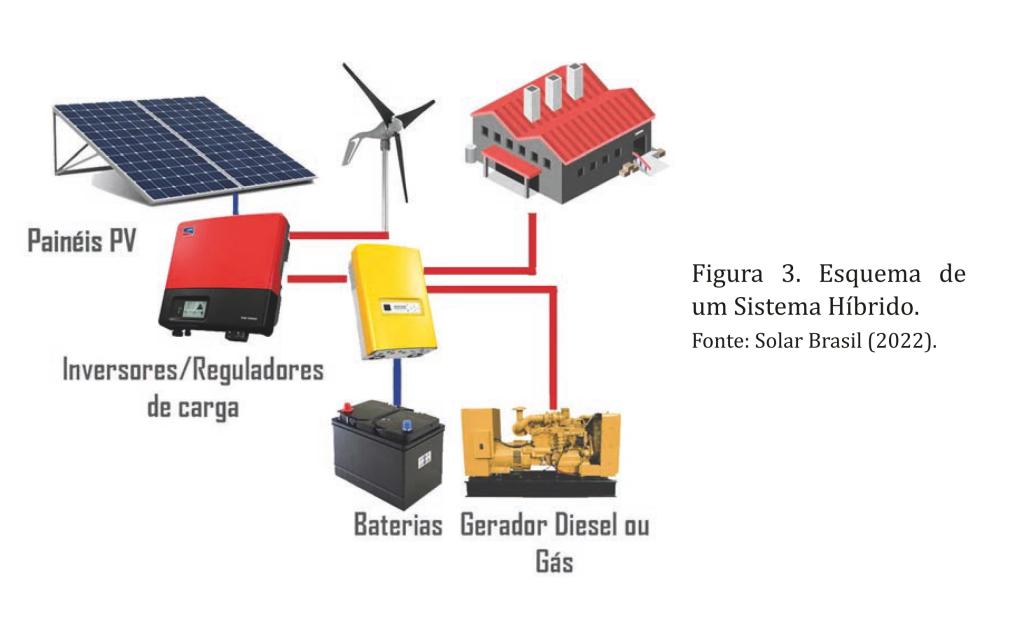 Painéis PV
Inversores/Reguladores
de carga
Baterias
Gerador Diesel ou
Gás
Figura 3. Esquema de
um Sistema Híbrido.
Fonte: Solar Brasil (2022).